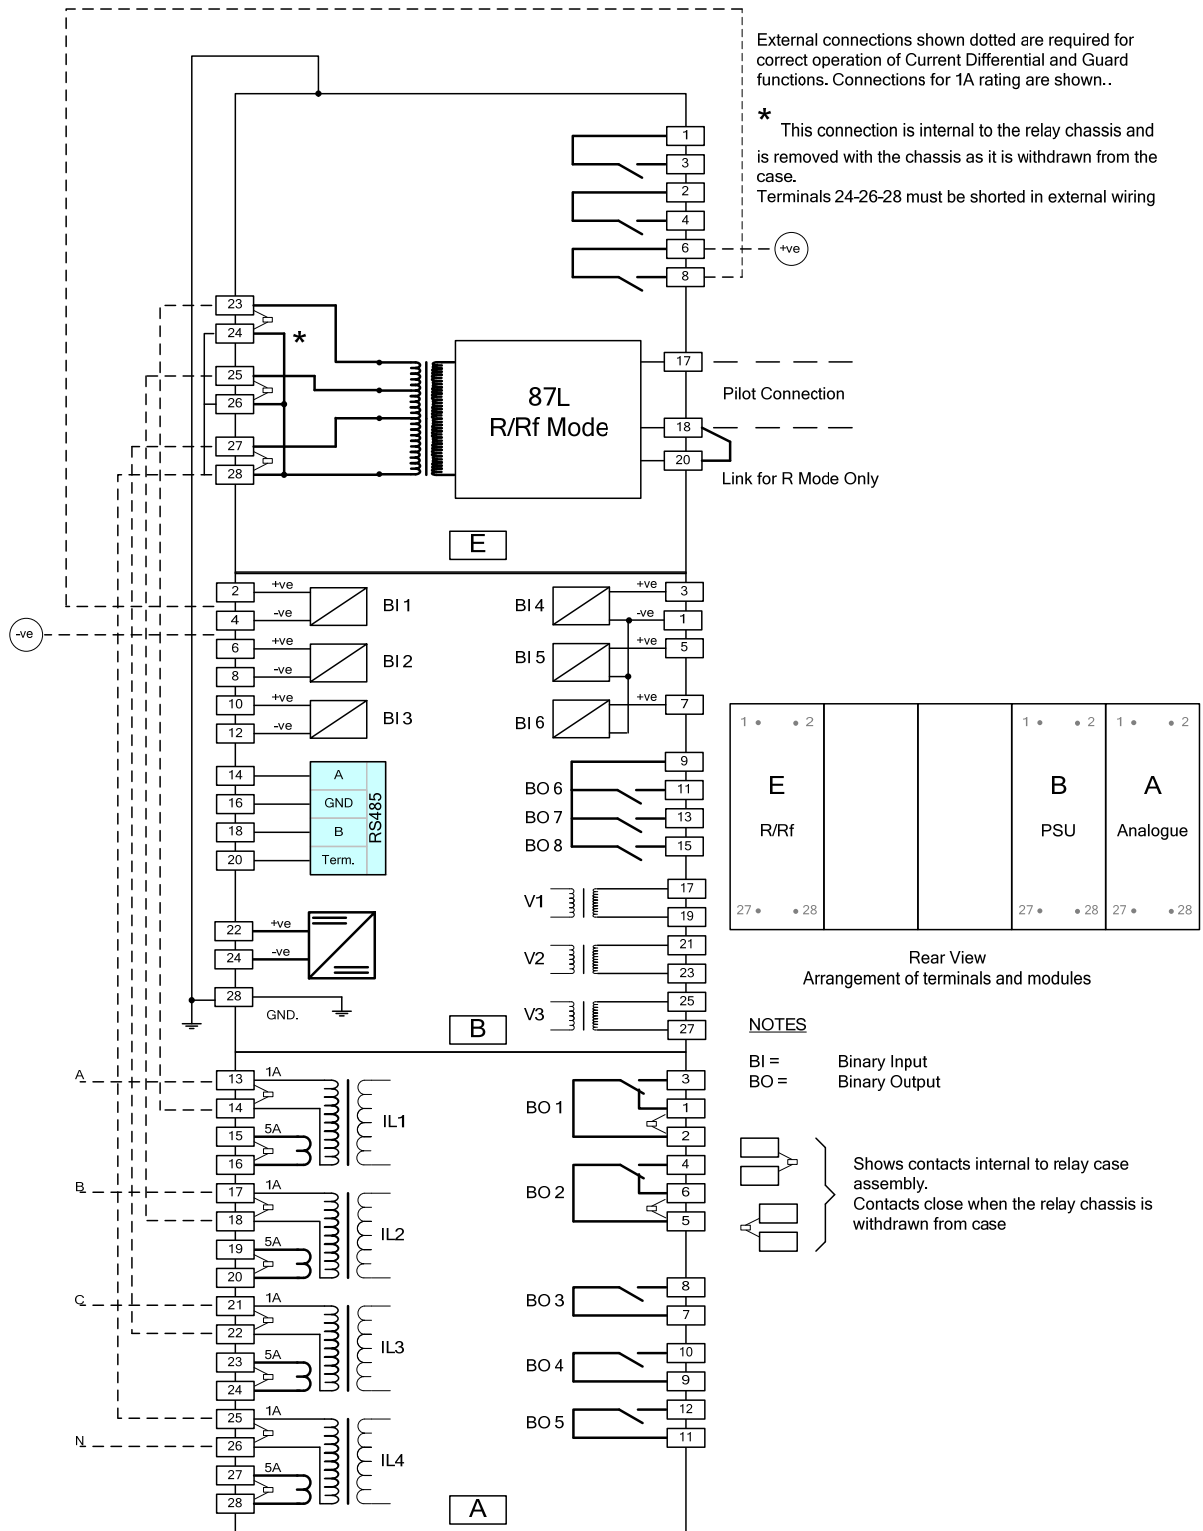 External connections shown dotted are required for
correct operation of Current Differential and Guard
functions. Connections for 1A rating are shown..
* This connection is internal to the relay chassis and
is removed with the chassis as it is withdrawn from the
case.
Terminals 24-26-28 must be shorted in external wiring
1
3
2
4
6
+ve
8
23
24
*
25
26
27
28
87L
R/Rf Mode
17
Pilot Connection
18
20
Link for R Mode Only
E
2
+ve
BI 1
4
-ve
-ve
6
+ve
BI 2
8
-ve
10
+ve
BI 3
12
-ve
BI 4
+ve
3
-ve
1
BI 5
+ve
5
BI 6
+ve
7
14
A
16
GND
18
B
20
Term.
RS485
9
BO 6
11
BO 7
13
BO 8
15
V1
17
19
V2
21
23
V3
25
27
22
+ve
24
-ve
28
GND.
B
1 2
E
R/Rf
27 28
1 2
B
PSU
27 28
1 2
A
Analogue
27 28
Rear View
Arrangement of terminals and modules
NOTES
BI = Binary Input
BO = Binary Output
Shows contacts internal to relay case
assembly.
Contacts close when the relay chassis is
withdrawn from case
A
13
1A
14
IL1
15
5A
16
B
17
1A
18
IL2
19
5A
20
C
21
1A
22
IL3
23
5A
24
25
1A
N
26
IL4
27
5A
28
BO 1
3
1
2
BO 2
4
6
5
BO 3
8
7
BO 4
10
9
BO 5
12
11
A